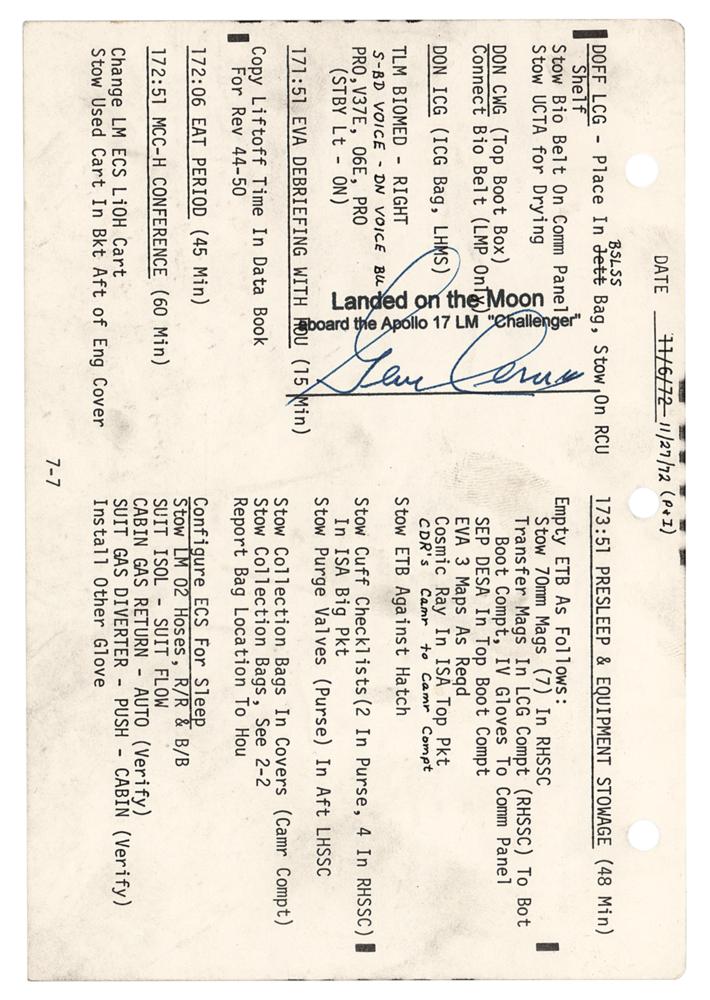 DATE 11/6/72 11/27/72 (P+I)
DOFF LCG - Place In Jett BSLSS Bag, Stow On RCU
Shelf
Stow Bio Belt On Comm Panel
Stow UCTA for Drying
DON CWG (Top Boot Box)
Connect Bio Belt (LMP Only)
DON ICG (ICG Bag, LHMS)
TLM BIOMED - RIGHT
S-BD VOICE - DN VOICE BU
PRO,V37E, 06E, PRO
(STBY Lt - ON)
171:51 EVA DEBRIEFING WITH HOU (15 Min)
Copy Liftoff Time In Data Book
For Rev 44-50
172:06 EAT PERIOD (45 Min)
172:51 MCC-H CONFERENCE (60 Min)
Change LM ECS LiOH Cart
Stow Used Cart In Bkt Aft of Eng Cover
173:51 PRESLEEP & EQUIPMENT STOWAGE (48 Min)
Empty ETB As Follows:
Stow 70mm Mags (7) In RHSSC
Transfer Mags In LCG Compt (RHSSC) To Bot
Boot Compt, IV Gloves To Comm Panel
SEP DESA In Top Boot Compt
EVA 3 Maps As Reqd
Cosmic Ray In ISA Top Pkt
CDR's Camr to Camr Compt
Stow ETB Against Hatch
Stow Cuff Checklists(2 In Purse, 4 In RHSSC)
In ISA Big Pkt
Stow Purge Valves (Purse) In Aft LHSSC
Stow Collection Bags In Covers (Camr Compt)
Stow Collection Bags, See 2-2
Report Bag Location To Hou
Configure ECS For Sleep
Stow LM O2 Hoses, R/R & B/B
SUIT ISOL - SUIT FLOW
CABIN GAS RETURN - AUTO (Verify)
SUIT GAS DIVERTER - PUSH - CABIN (Verify)
Install Other Glove
7-7
Landed on the Moon
aboard the Apollo 17 LM "Challenger"
Gene Cernan